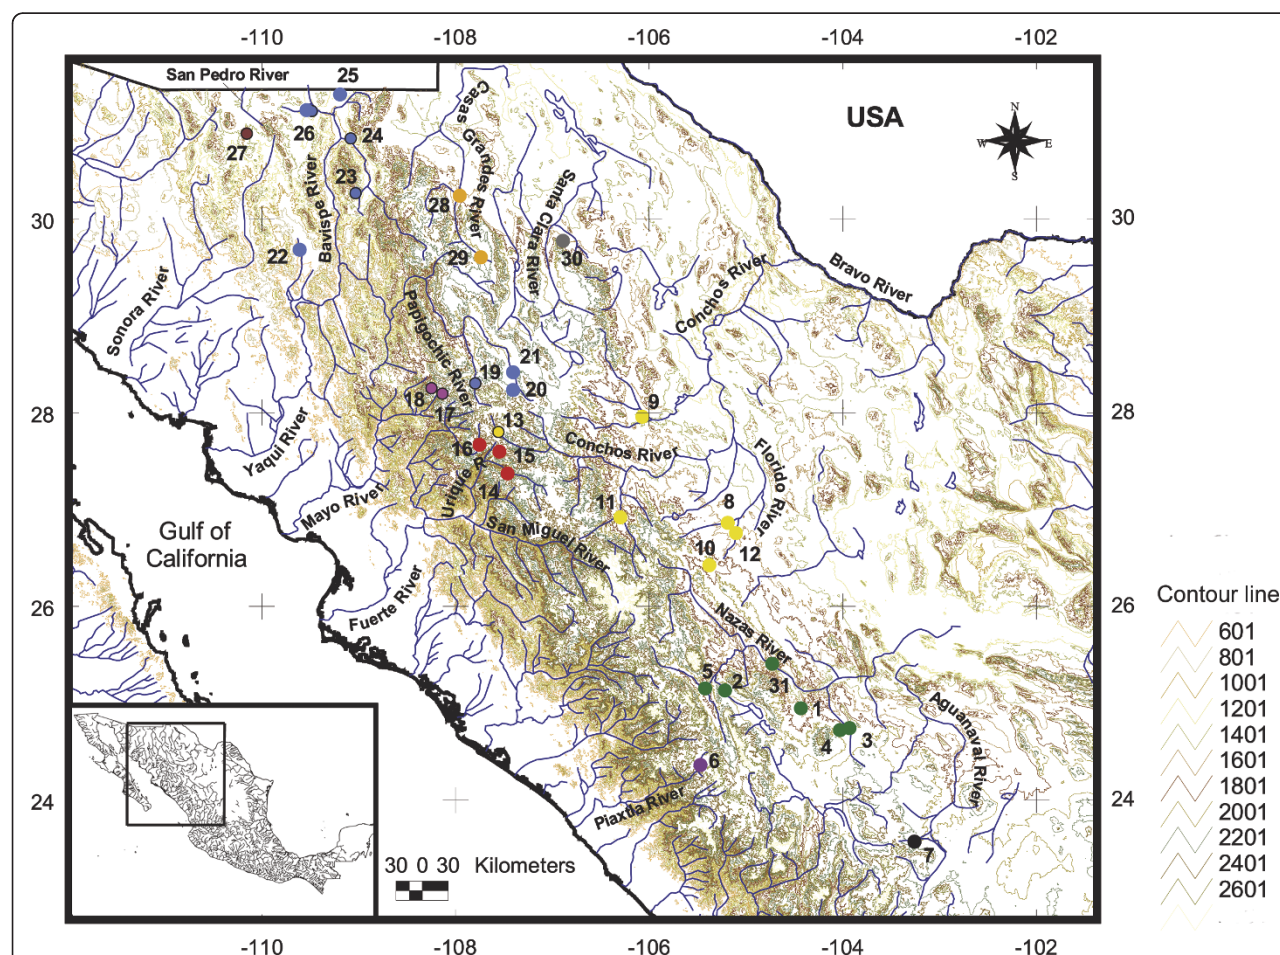 -110 -108 -106 -104 -102
San Pedro River
25
USA
N
W E
S
26
27
24
23
Casas
Grandes River
Santa Clara River
Bavispe River
28
30 30
22
29
30
Sonora River
Conchos River
Bravo River
Papigochic River
21
19
20
18
17
9
28 28
13
16
15
Conchos River
Yaqui River
Urique R
14
Florido River
Mayo River
11
8
San Miguel River
12
10
Gulf of
California
Fuerte River
26 26
Nazas River
5
2
31
1
4
3
Aguanaval River
6
Piaxtla River
24 24
7
30 0 30 Kilometers
-110 -108 -106 -104 -102
Contour line
601
801
1001
1201
1401
1601
1801
2001
2201
2401
2601